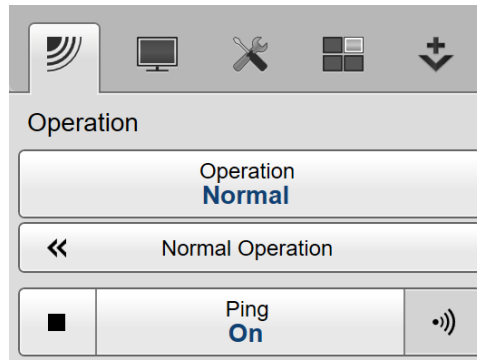 Operation
Operation
Normal
Normal Operation
Ping
On